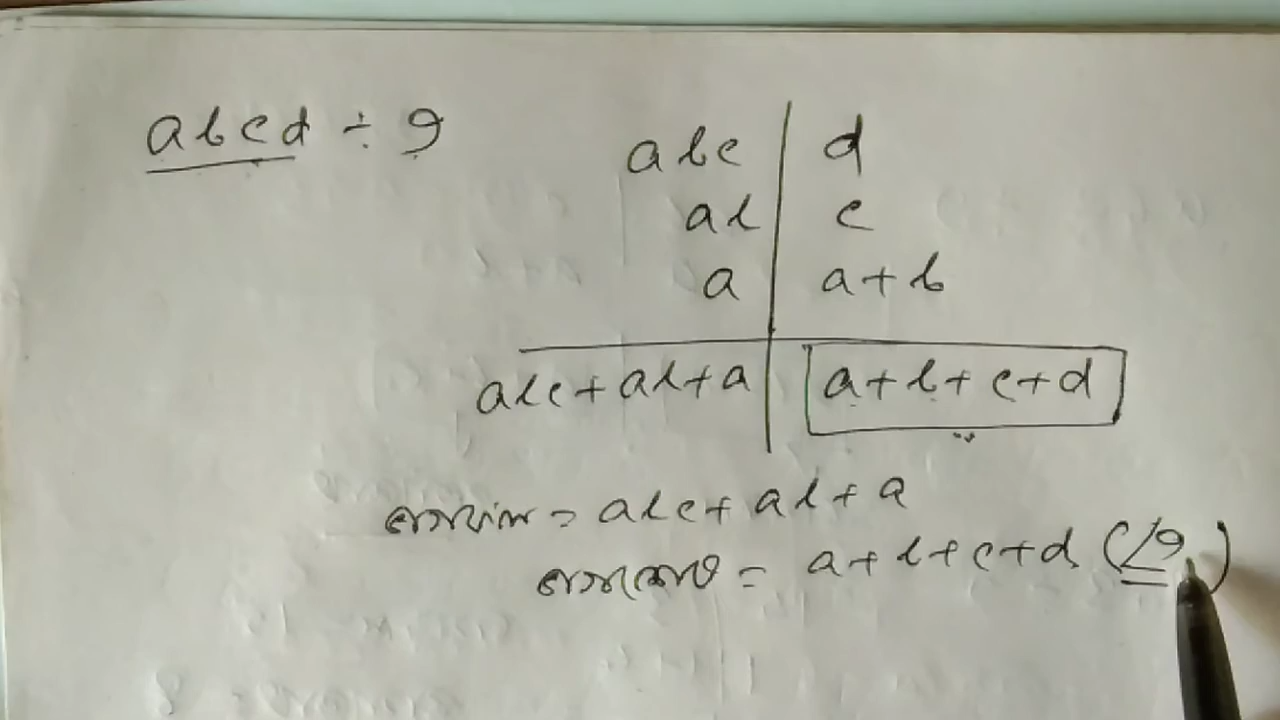 abcd ÷ 9
abc | d
ab | c
a | a+b
abc+ab+a | a+b+c+d
= abc+ab+a
= a+b+c+d (≤9)